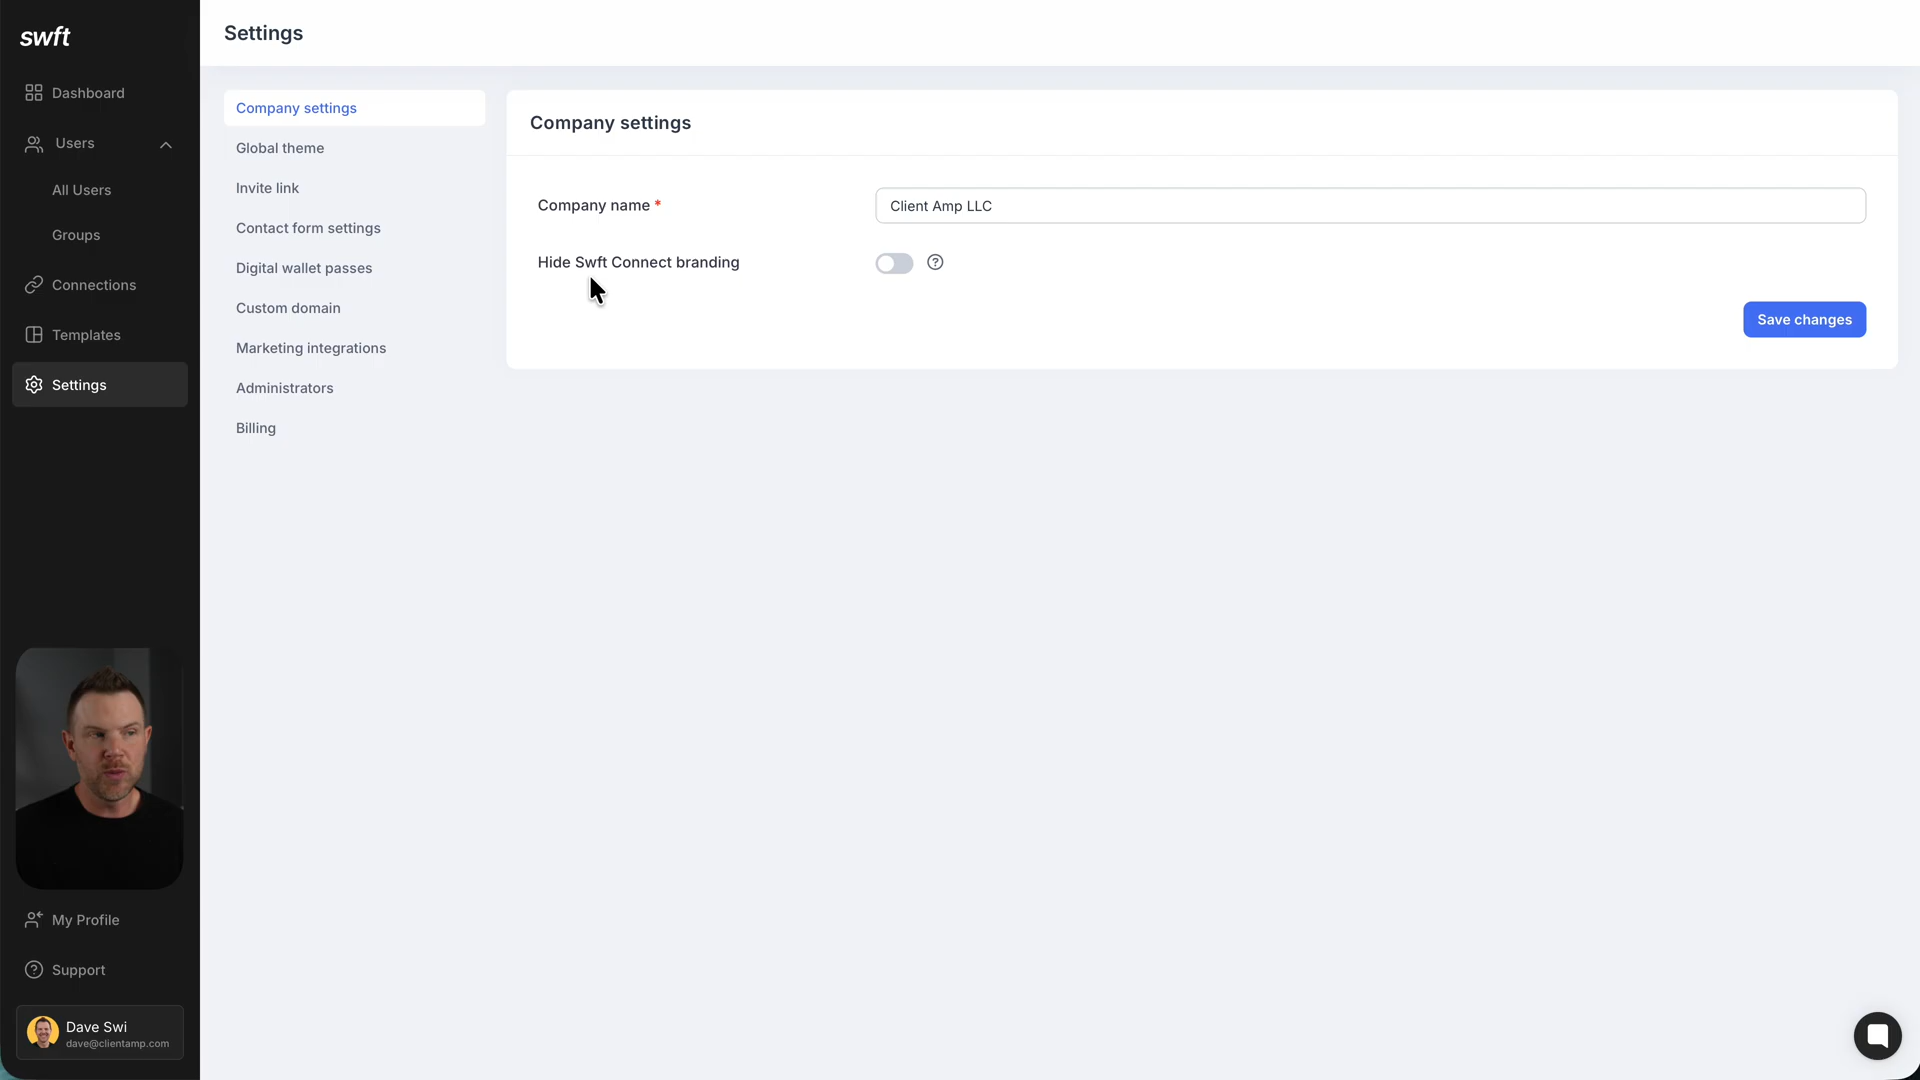 swft
Dashboard
Users
All Users
Groups
Connections
Templates
Settings
My Profile
Support
Dave Swi
dave@clientamp.com
Settings
Company settings
Global theme
Invite link
Contact form settings
Digital wallet passes
Custom domain
Marketing integrations
Administrators
Billing
Company settings
Company name *
Client Amp LLC
Hide Swft Connect branding
Save changes